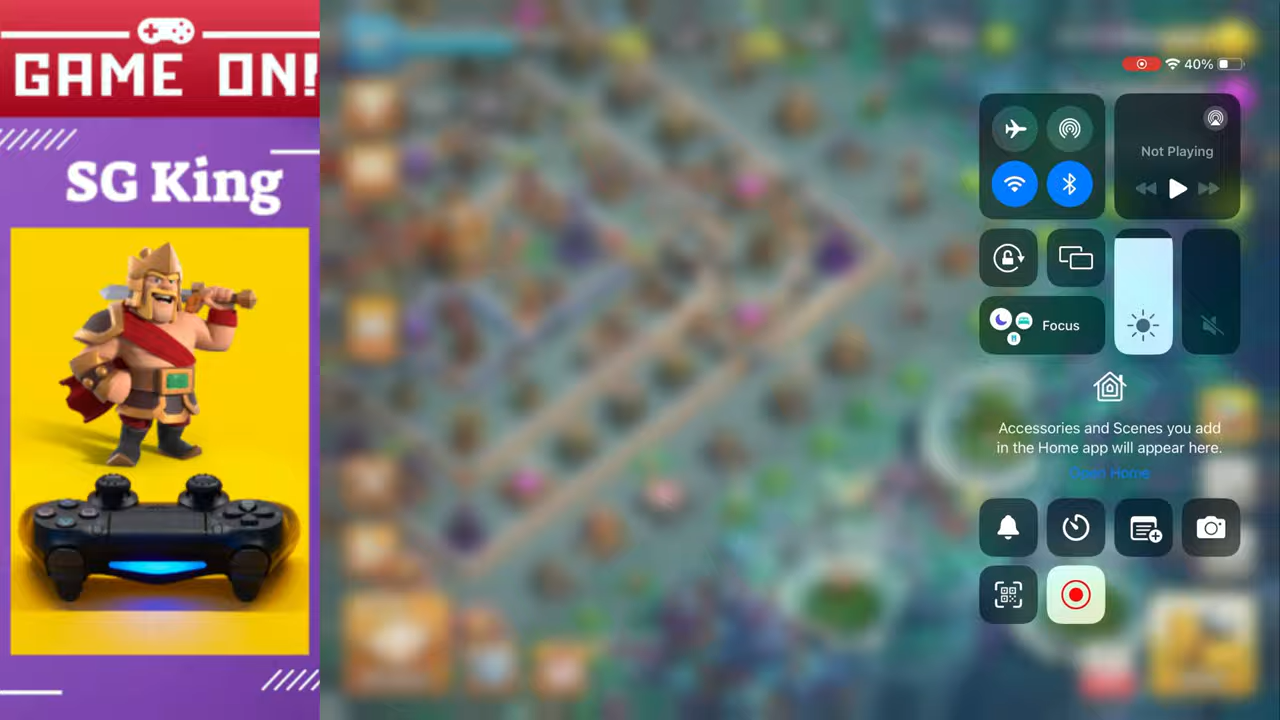 GAME ON!
SG King
40%
Not Playing
Focus
Accessories and Scenes you add
in the Home app will appear here.
Open Home